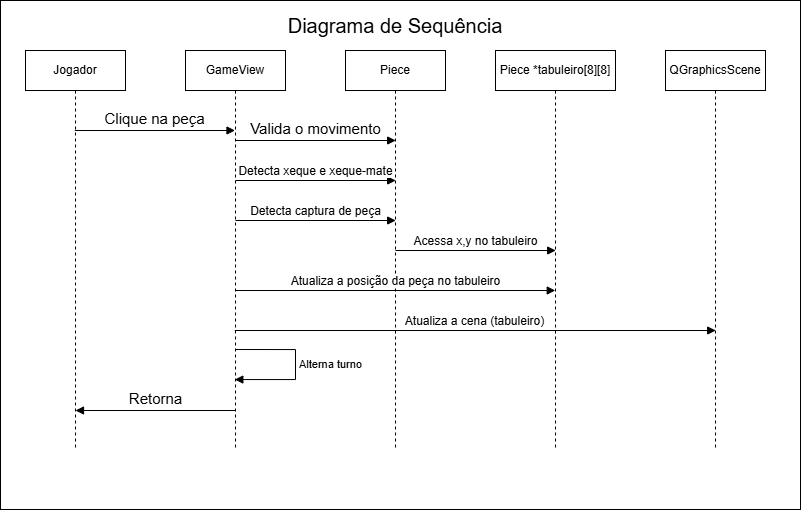 Diagrama de Sequência
Jogador
GameView
Piece
Piece *tabuleiro[8][8]
QGraphicsScene
Clique na peça
Valida o movimento
Detecta xeque e xeque-mate
Detecta captura de peça
Acessa x,y no tabuleiro
Atualiza a posição da peça no tabuleiro
Atualiza a cena (tabuleiro)
Alterna turno
Retorna